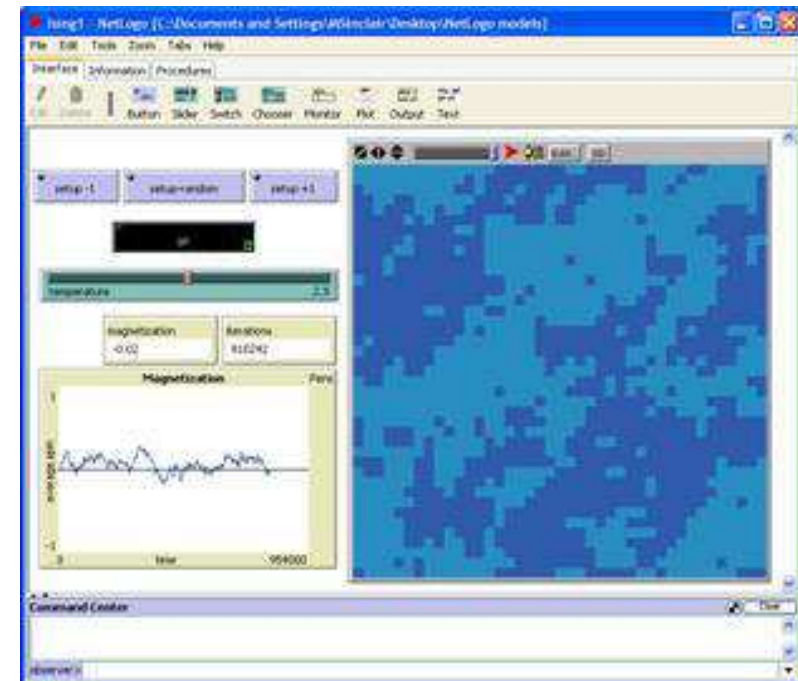 Ising1 - NetLogo {C:\Documents and Settings\MSinclair\Desktop\NetLogo models}
File Edit Tools Zoom Tabs Help
Interface Information Procedures
Edit Delete Button Slider Switch Chooser Monitor Plot Output Text
setup -1 setup-random setup +1
go
temperature 2.5
magnetization iterations
-0.02
Magnetization Pens
1
average spin
-1
0 time 954000
Command Center Clear
observer>